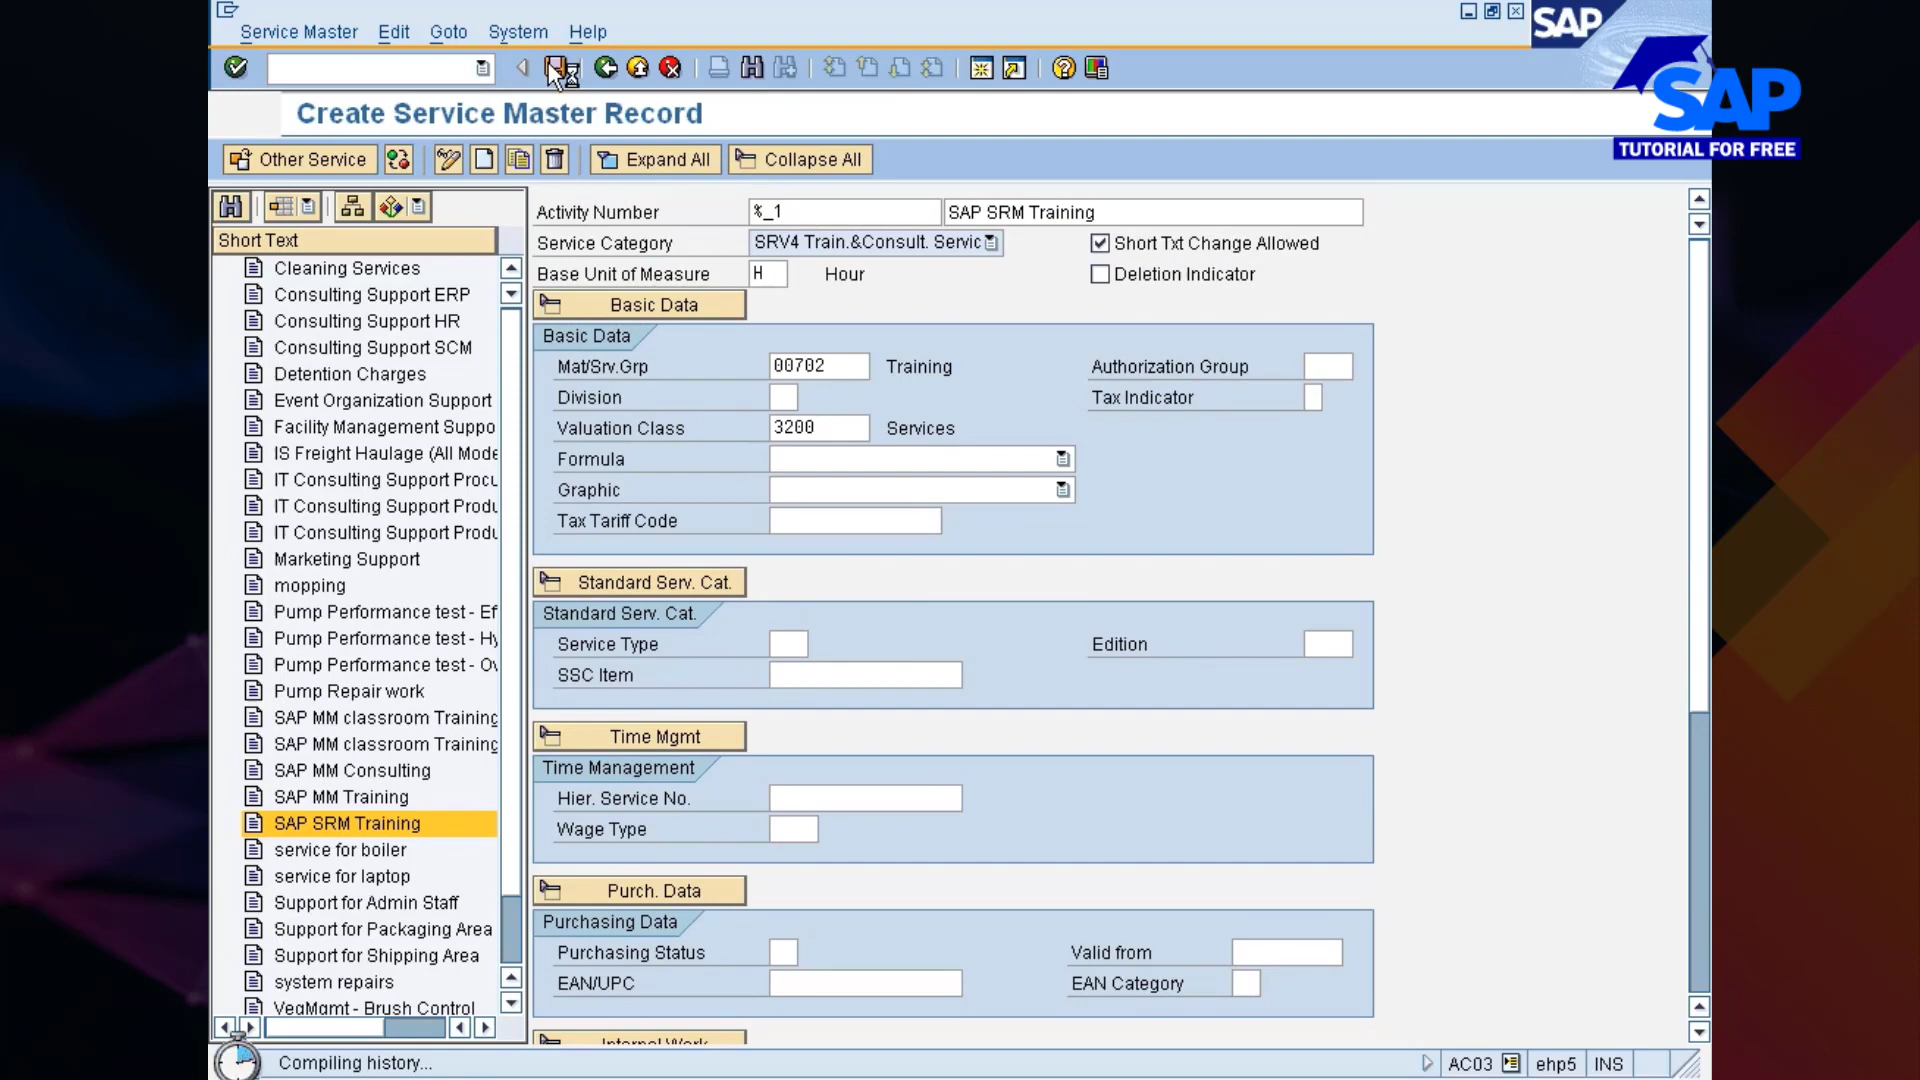 Service Master Edit Goto System Help
SAP
SAP
TUTORIAL FOR FREE
Create Service Master Record
Other Service Expand All Collapse All
Short Text
Cleaning Services
Consulting Support ERP
Consulting Support HR
Consulting Support SCM
Detention Charges
Event Organization Support
Facility Management Suppo
IS Freight Haulage (All Mode
IT Consulting Support Procu
IT Consulting Support Produ
IT Consulting Support Produ
Marketing Support
mopping
Pump Performance test - Ef
Pump Performance test - Hy
Pump Performance test - Ov
Pump Repair work
SAP MM classroom Training
SAP MM classroom Training
SAP MM Consulting
SAP MM Training
SAP SRM Training
service for boiler
service for laptop
Support for Admin Staff
Support for Packaging Area
Support for Shipping Area
system repairs
VegMgmt - Brush Control
Activity Number %_1 SAP SRM Training
Service Category SRV4 Train.&Consult. Servic Short Txt Change Allowed
Base Unit of Measure H Hour Deletion Indicator
Basic Data
Basic Data
Mat/Srv.Grp 00702 Training Authorization Group
Division Tax Indicator
Valuation Class 3200 Services
Formula
Graphic
Tax Tariff Code
Standard Serv. Cat.
Standard Serv. Cat.
Service Type Edition
SSC Item
Time Mgmt
Time Management
Hier. Service No.
Wage Type
Purch. Data
Purchasing Data
Purchasing Status Valid from
EAN/UPC EAN Category
Internal Work
Compiling history... AC03 ehp5 INS